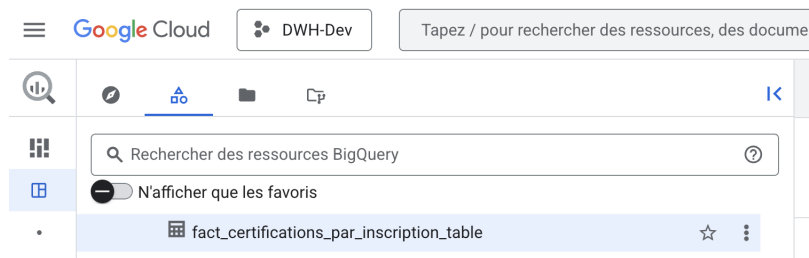 Google Cloud
DWH-Dev
Tapez / pour rechercher des ressources, des docume
Rechercher des ressources BigQuery
N'afficher que les favoris
fact_certifications_par_inscription_table